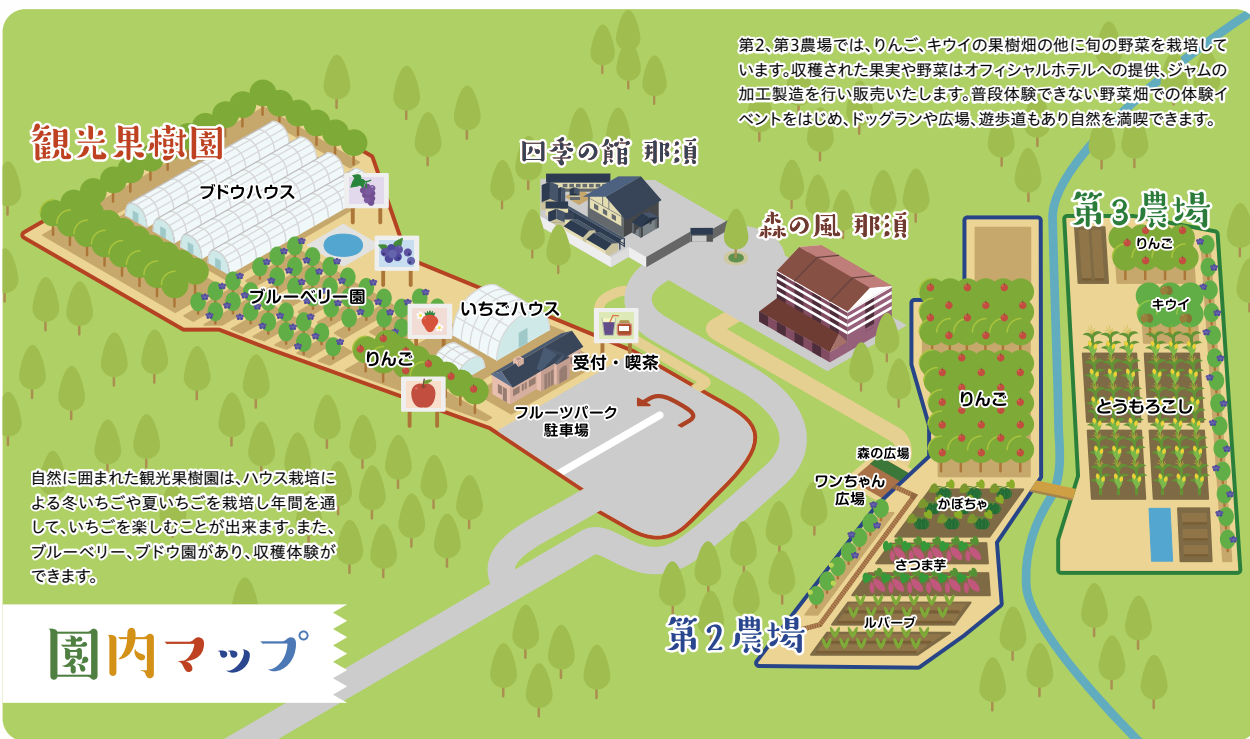 第2、第3農場では、りんご、キウイの果樹畑の他に旬の野菜を栽培して
います。収穫された果実や野菜はオフィシャルホテルへの提供、ジャムの
加工製造を行い販売いたします。普段体験できない野菜畑での体験イ
ベントをはじめ、ドッグランや広場、遊歩道もあり自然を満喫できます。
観光果樹園
四季の館 那須
ブドウハウス
森の風 那須
第3農場
りんご
ブルーベリー園
いちごハウス
キウイ
りんご
受付・喫茶
りんご
とうもろこし
フルーツパーク
駐車場
森の広場
ワンちゃん
広場
かぼちゃ
さつま芋
ルバーブ
第2農場
自然に囲まれた観光果樹園は、ハウス栽培に
よる冬いちごや夏いちごを栽培し年間を通
して、いちごを楽しむことが出来ます。また、
ブルーベリー、ブドウ園があり、収穫体験が
できます。
園内マップ